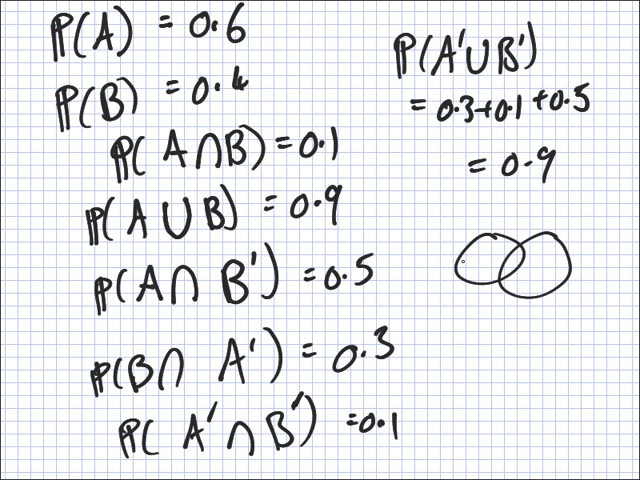 ℙ(A) = 0.6
ℙ(B) = 0.4
ℙ(A∩B) = 0.1
ℙ(A∪B) = 0.9
ℙ(A∩B') = 0.5
ℙ(B∩A') = 0.3
ℙ(A'∩B') = 0.1
ℙ(A'∪B')
= 0.3+0.1+0.5
= 0.9